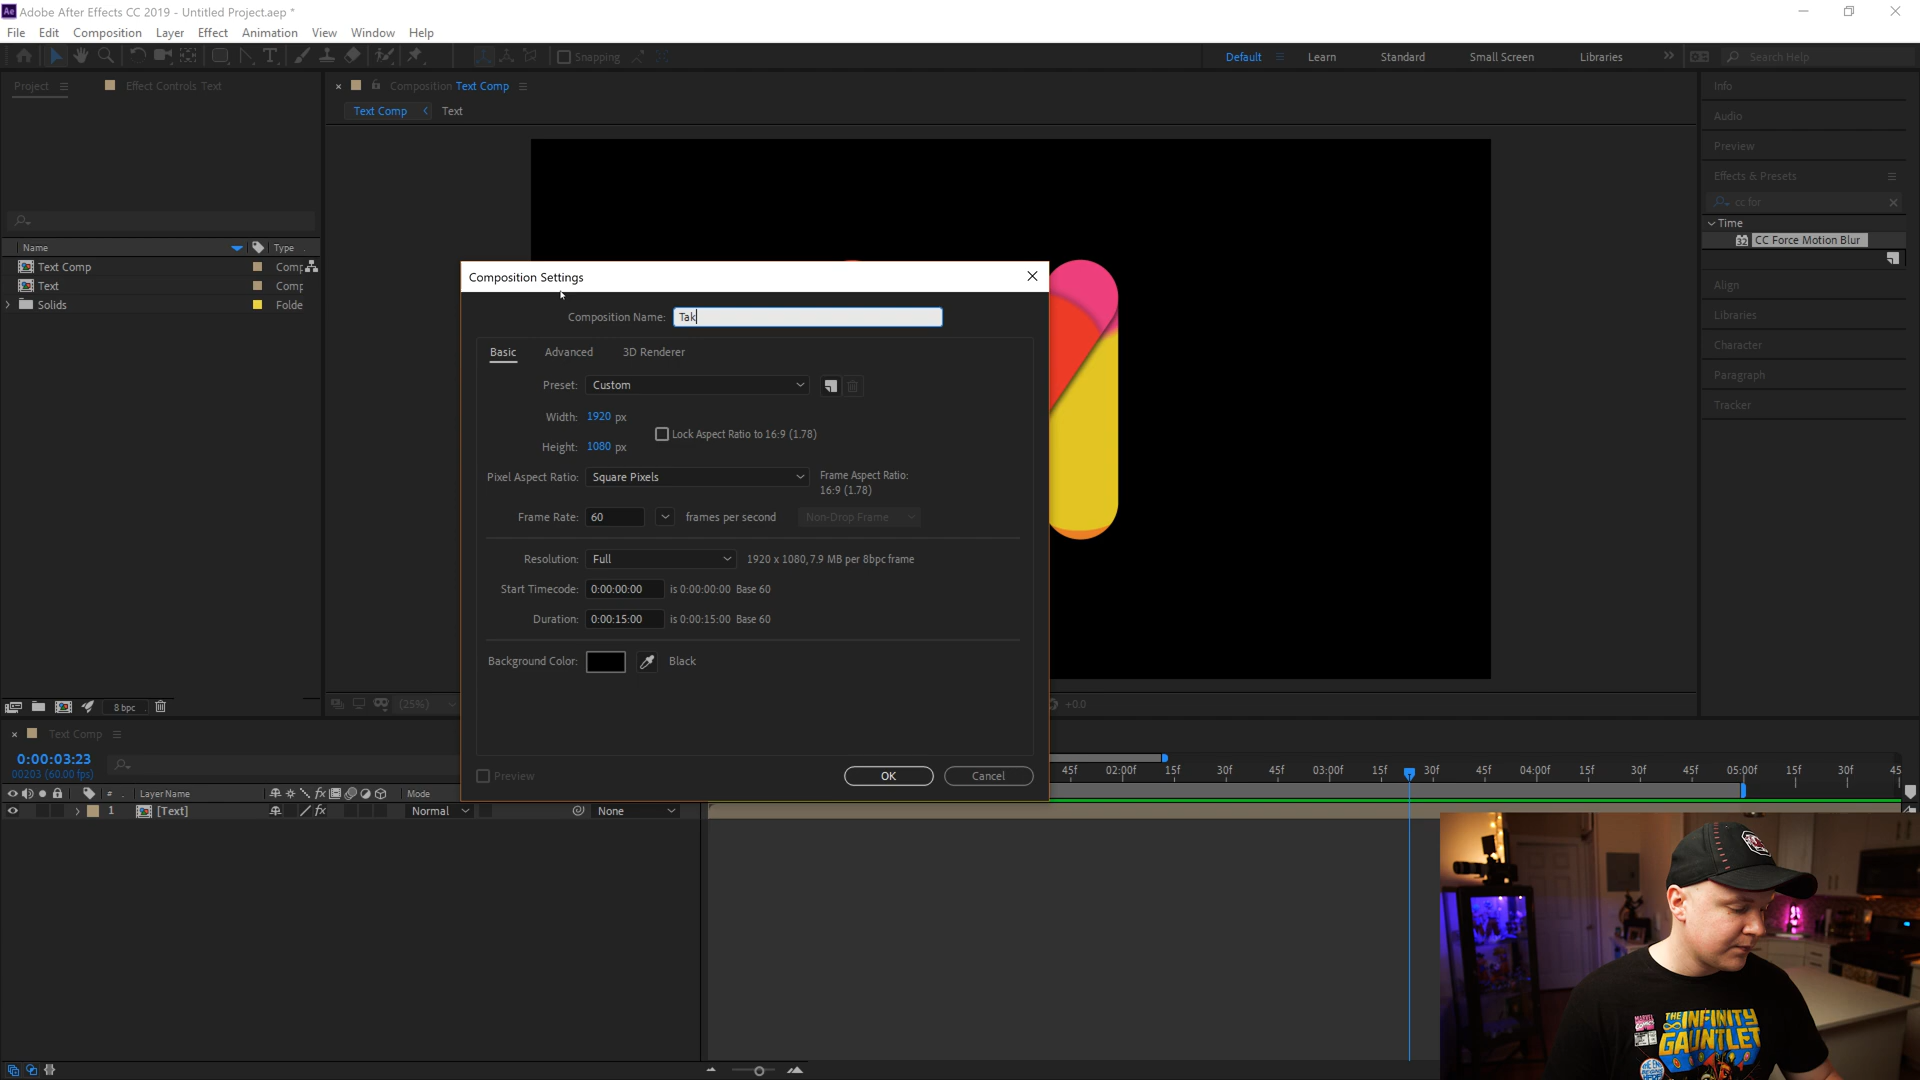 Ae Adobe After Effects CC 2019 - Untitled Project.aep *
File Edit Composition Layer Effect Animation View Window Help
Snapping Default Learn Standard Small Screen Libraries Search Help
Project Effect Controls Text
Composition Text Comp
Text Comp Text
Info
Audio
Preview
Effects & Presets
cc for
Time
32 CC Force Motion Blur
Align
Libraries
Character
Paragraph
Tracker
Name Type
Text Comp Comp
Text Comp
Solids Folde
8 bpc
Composition Settings
Composition Name: Tak
Basic Advanced 3D Renderer
Preset: Custom
Width: 1920 px
Lock Aspect Ratio to 16:9 (1.78)
Height: 1080 px
Pixel Aspect Ratio: Square Pixels
Frame Aspect Ratio:
16:9 (1.78)
Frame Rate: 60 frames per second Non-Drop Frame
Resolution: Full 1920 x 1080, 7.9 MB per 8bpc frame
Start Timecode: 0:00:00:00 is 0:00:00:00 Base 60
Duration: 0:00:15:00 is 0:00:15:00 Base 60
Background Color: Black
Preview OK Cancel
(25%) +0.0
Text Comp
0:00:03:23
00203 (60.00 fps)
45f 02:00f 15f 30f 45f 03:00f 15f 30f 45f 04:00f 15f 30f 45f 05:00f 15f 30f 45
# Layer Name fx Mode
1 [Text] fx Normal None
MARVEL
THE INFINITY
GAUNTLET